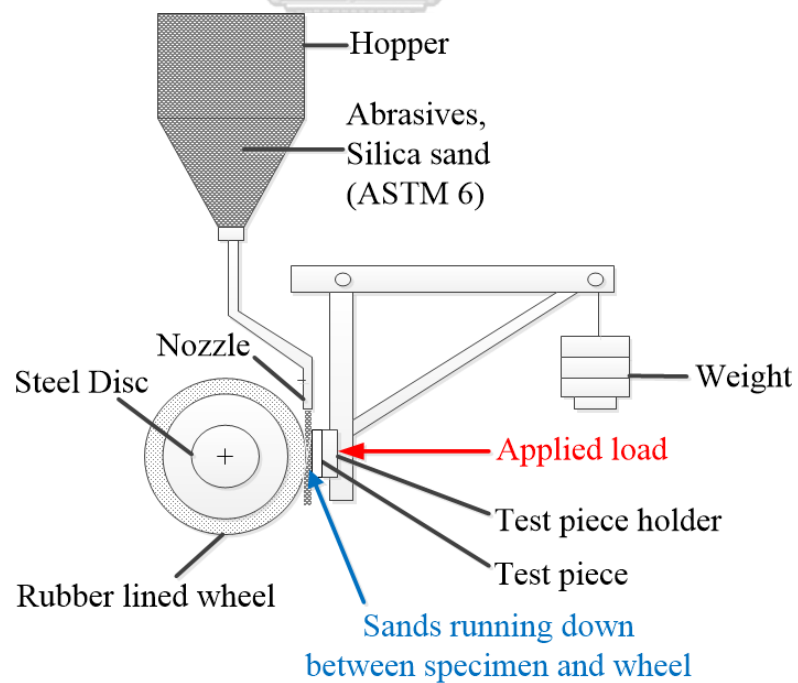 Hopper
Abrasives,
Silica sand
(ASTM 6)
Nozzle
Steel Disc
Weight
Applied load
Test piece holder
Test piece
Rubber lined wheel
Sands running down
between specimen and wheel